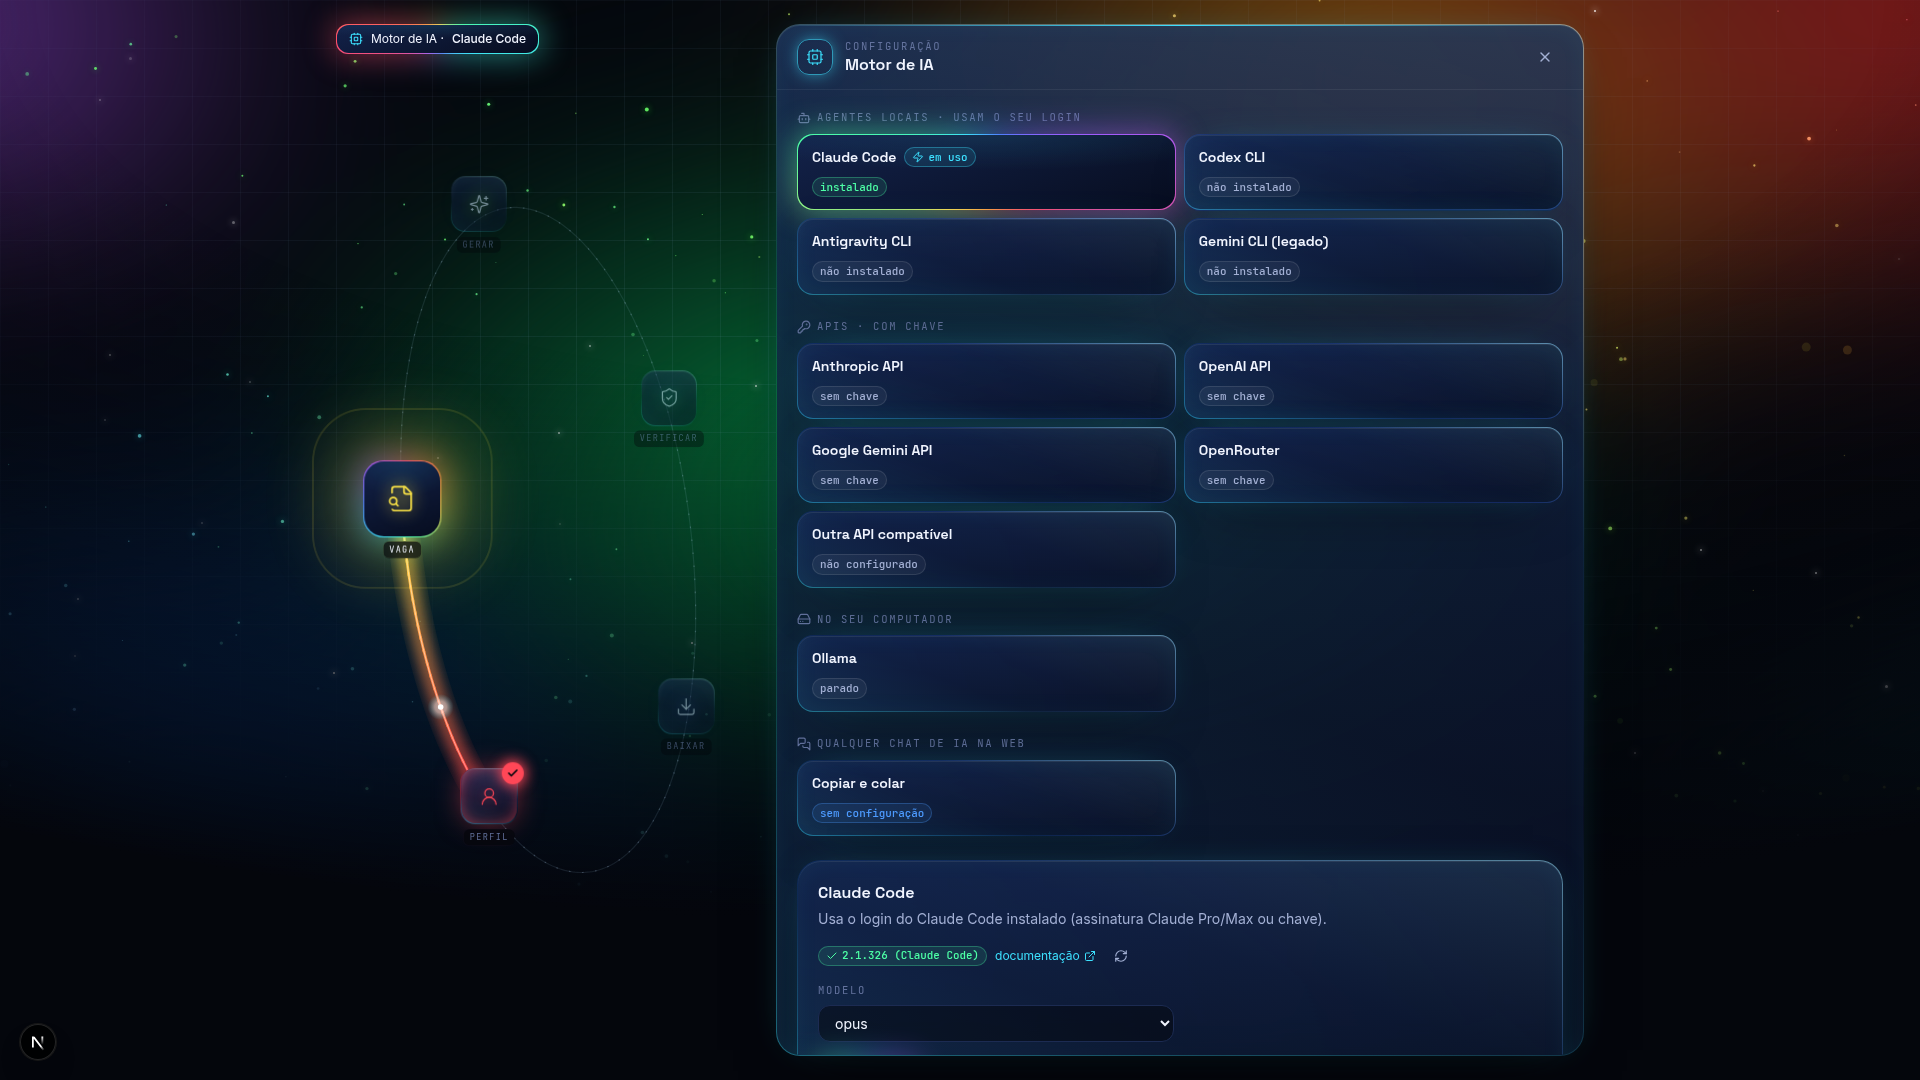 Motor de IA · Claude Code
GERAR
VERIFICAR
VAGA
BAIXAR
PERFIL
N
CONFIGURAÇÃO
Motor de IA
AGENTES LOCAIS · USAM O SEU LOGIN
Claude Code em uso
instalado
Codex CLI
não instalado
Antigravity CLI
não instalado
Gemini CLI (legado)
não instalado
APIS · COM CHAVE
Anthropic API
sem chave
OpenAI API
sem chave
Google Gemini API
sem chave
OpenRouter
sem chave
Outra API compatível
não configurado
NO SEU COMPUTADOR
Ollama
parado
QUALQUER CHAT DE IA NA WEB
Copiar e colar
sem configuração
Claude Code
Usa o login do Claude Code instalado (assinatura Claude Pro/Max ou chave).
2.1.326 (Claude Code) documentação
MODELO
opus